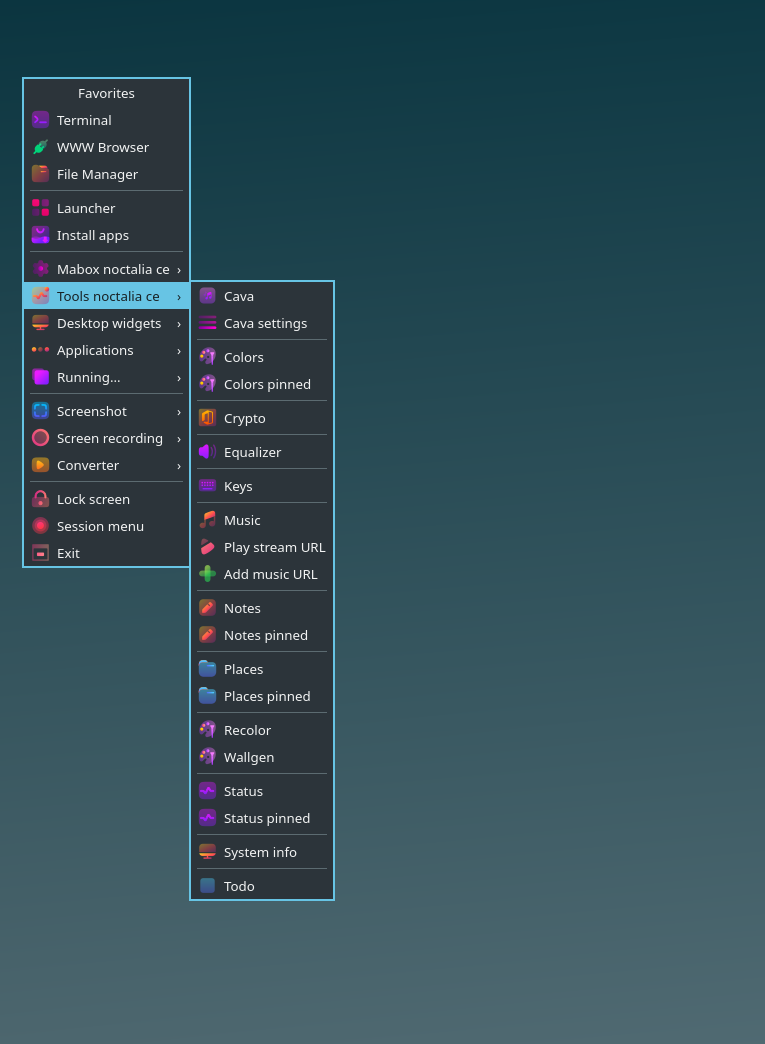 Favorites
Terminal
WWW Browser
File Manager
Launcher
Install apps
Mabox noctalia ce ›
Tools noctalia ce ›
Desktop widgets ›
Applications ›
Running... ›
Screenshot ›
Screen recording ›
Converter ›
Lock screen
Session menu
Exit
Cava
Cava settings
Colors
Colors pinned
Crypto
Equalizer
Keys
Music
Play stream URL
Add music URL
Notes
Notes pinned
Places
Places pinned
Recolor
Wallgen
Status
Status pinned
System info
Todo